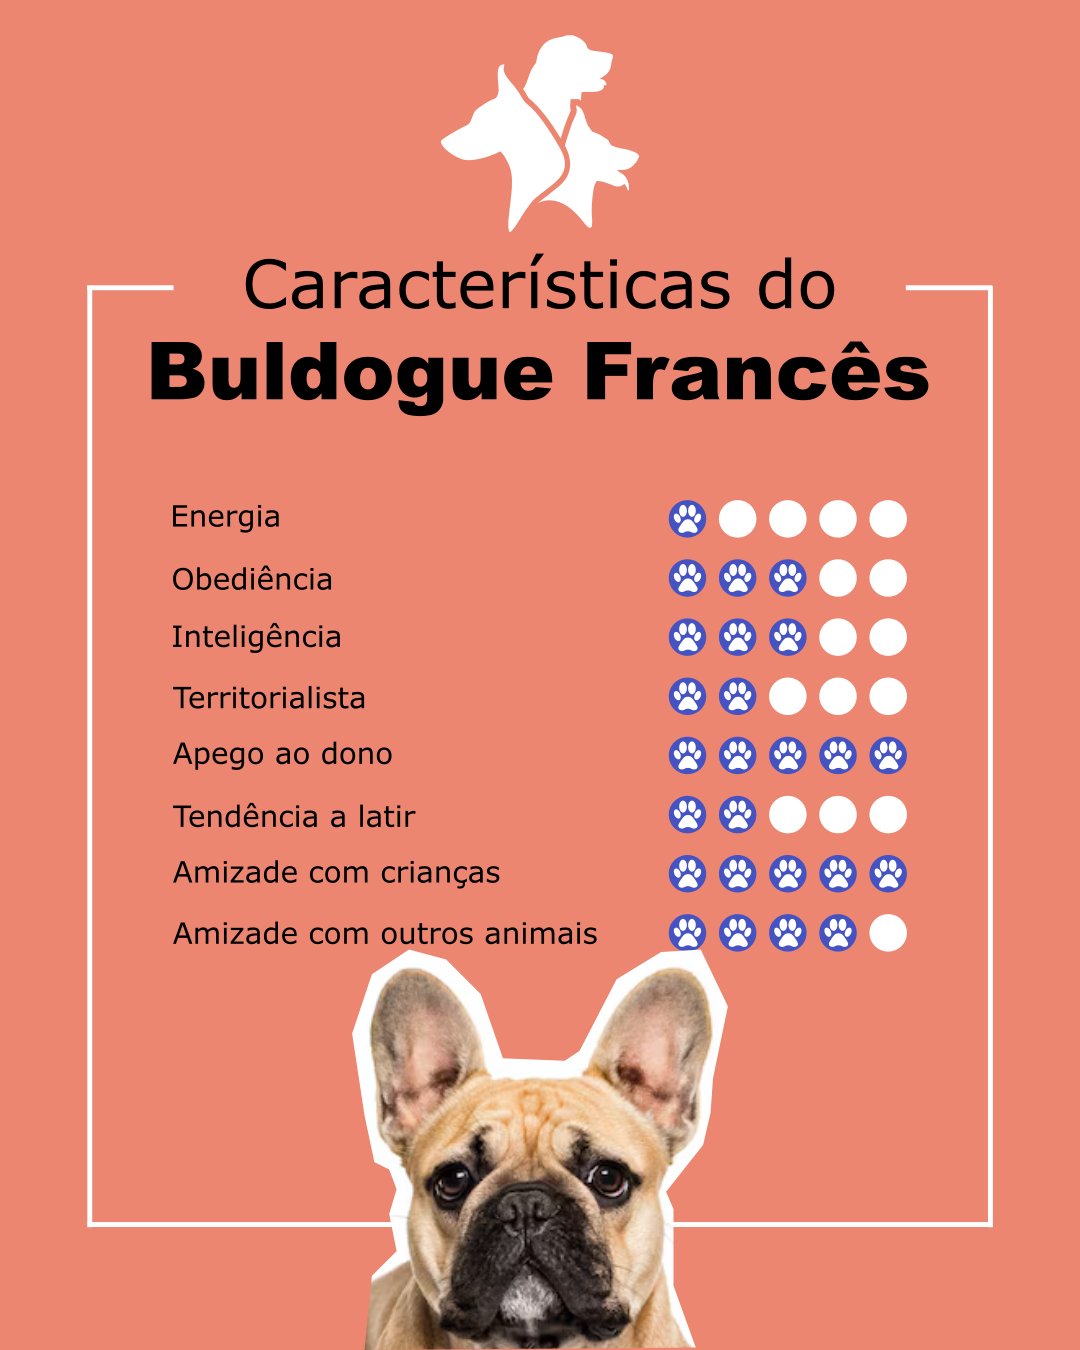 Características do
Buldogue Francês
Energia
Obediência
Inteligência
Territorialista
Apego ao dono
Tendência a latir
Amizade com crianças
Amizade com outros animais